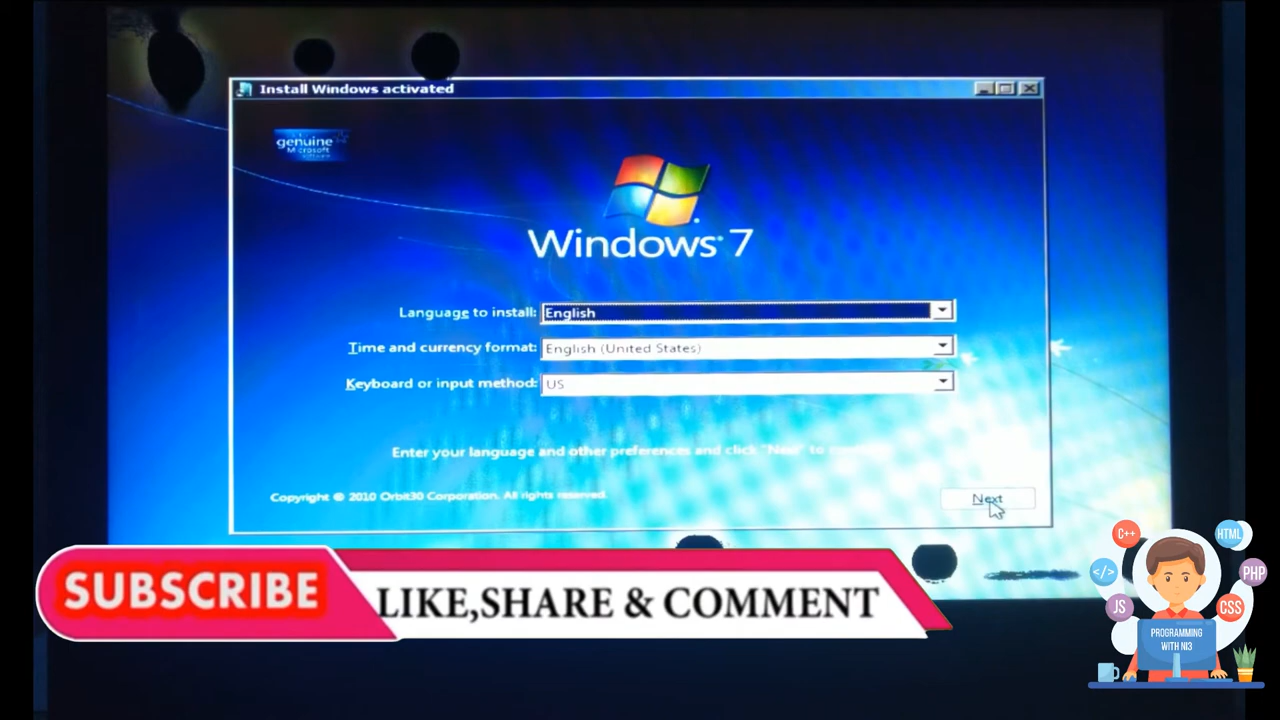 Install Windows activated
genuine
Microsoft
software
Windows 7
Language to install: English
Time and currency format: English (United States)
Keyboard or input method: US
Enter your language and other preferences and click "Next" to
Copyright © 2010 Orbit30 Corporation. All rights reserved.
Next
SUBSCRIBE
LIKE,SHARE & COMMENT
C++
HTML
</>
PHP
JS
CSS
PROGRAMMING
WITH NI3